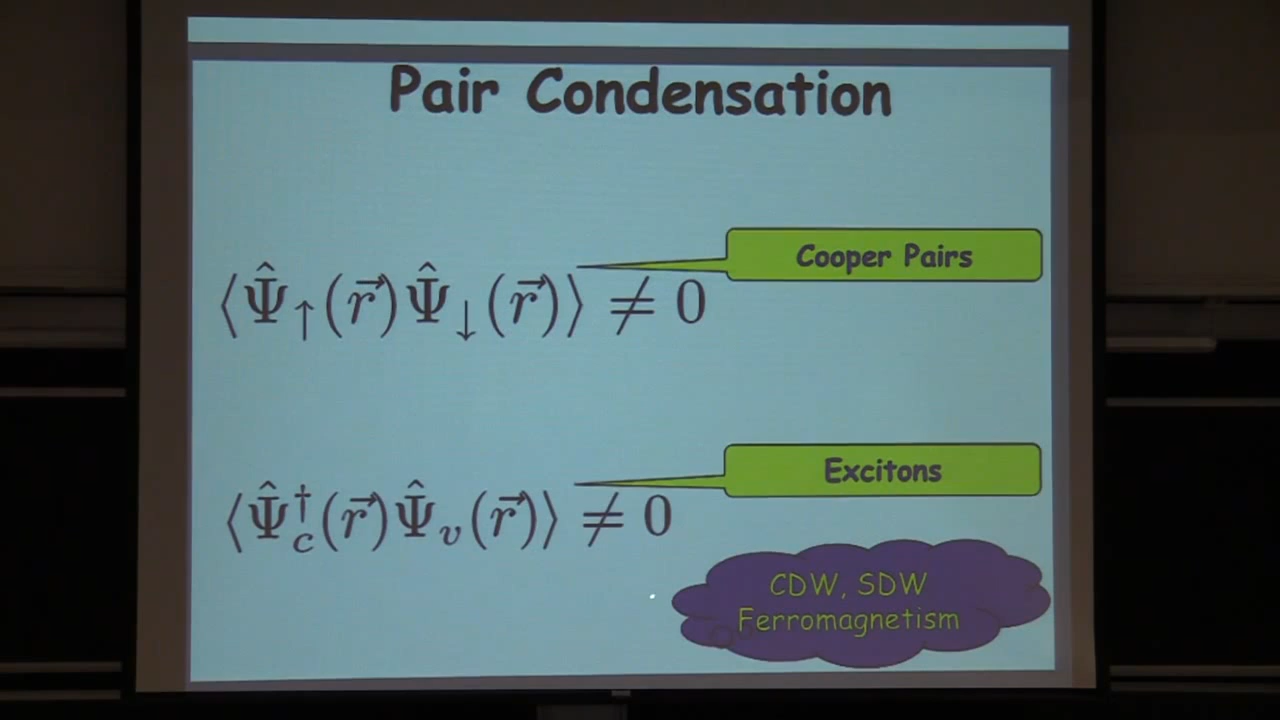 Pair Condensation
Cooper Pairs
⟨Ψ̂↑(r⃗)Ψ̂↓(r⃗)⟩ ≠ 0
Excitons
⟨Ψ̂c†(r⃗)Ψ̂v(r⃗)⟩ ≠ 0
CDW, SDW
Ferromagnetism